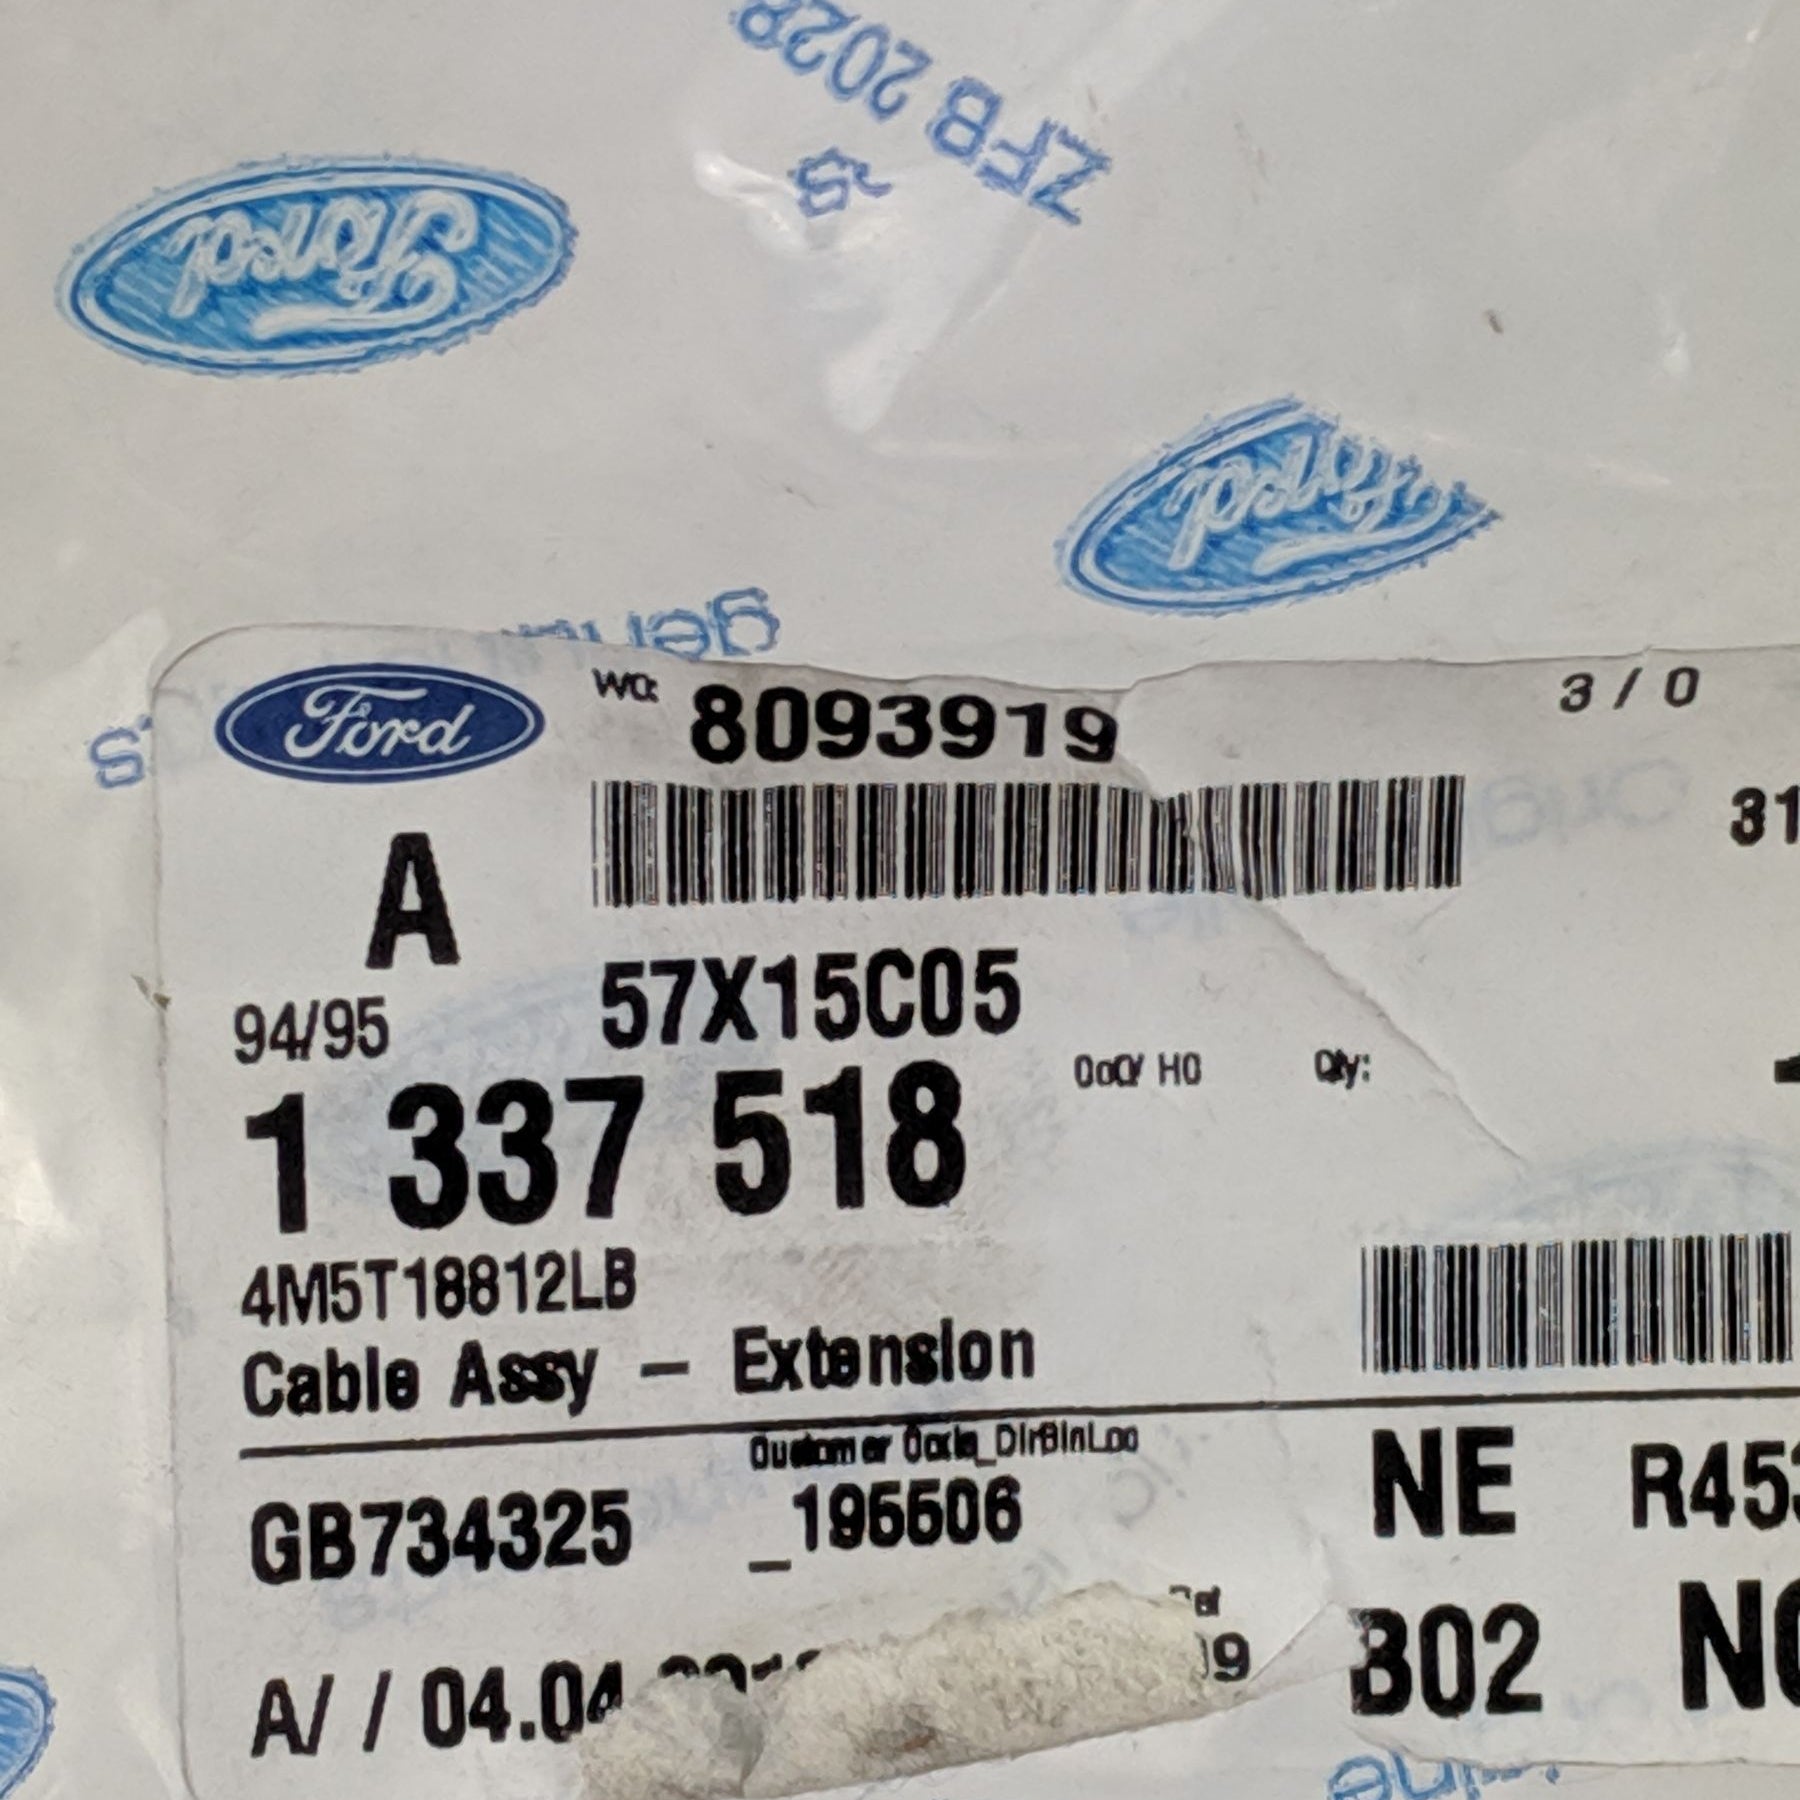 ZFB 2028
Ford
Ford
Ford
WO: 8093919
3 / 0
A
94/95
57X15C05
1 337 518
Qty:
4M5T18812LB
Cable Assy - Extension
GB734325
_195506
NE
A/ / 04.04
B02